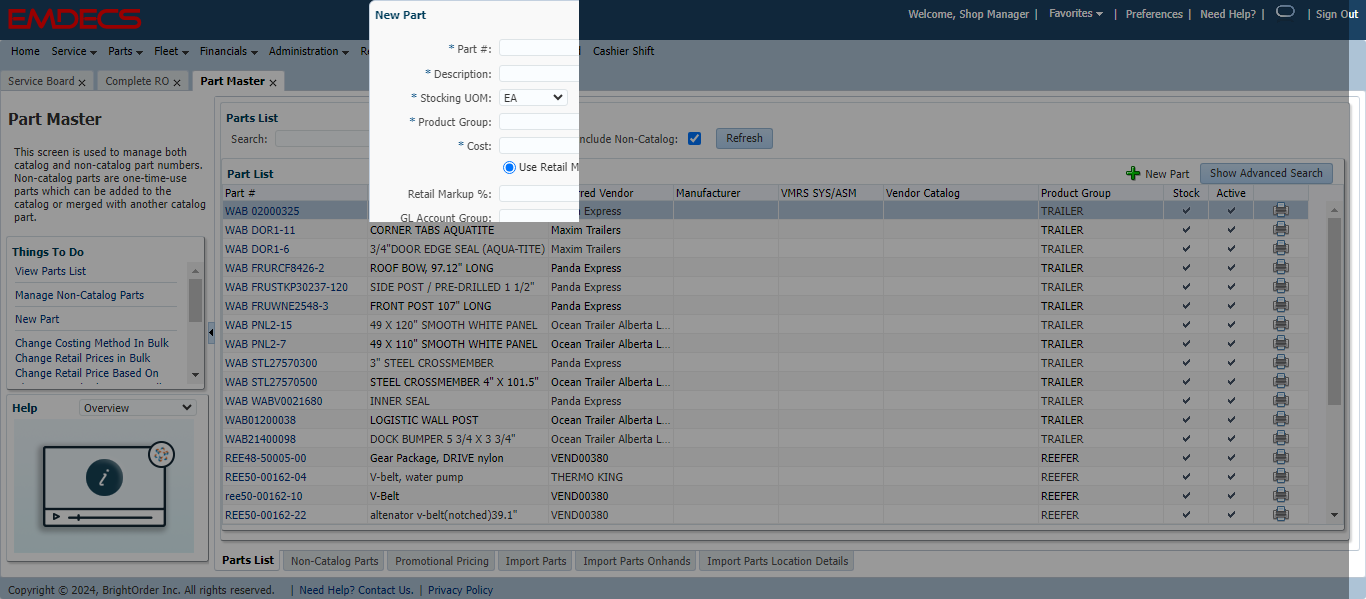 EMDECS
Welcome, Shop Manager | Favorites | Preferences | Need Help? | Sign Out
Home Service Parts Fleet Financials Administration Cashier Shift
Service Board x Complete RO x Part Master x
New Part
* Part #:
* Description:
* Stocking UOM: EA
* Product Group:
* Cost:
Use Retail M
Retail Markup %:
GL Account Group:
Part Master
This screen is used to manage both
catalog and non-catalog part numbers.
Non-catalog parts are one-time-use
parts which can be added to the
catalog or merged with another catalog
part.
Things To Do
View Parts List
Manage Non-Catalog Parts
New Part
Change Costing Method In Bulk
Change Retail Prices in Bulk
Change Retail Price Based On
Help Overview
Parts List
Search: nclude Non-Catalog: Refresh
Part List New Part Show Advanced Search
Part # rred Vendor Manufacturer VMRS SYS/ASM Vendor Catalog Product Group Stock Active
WAB 02000325 Panda Express TRAILER
WAB DOR1-11 CORNER TABS AQUATITE Maxim Trailers TRAILER
WAB DOR1-6 3/4"DOOR EDGE SEAL (AQUA-TITE) Maxim Trailers TRAILER
WAB FRURCF8426-2 ROOF BOW, 97.12" LONG Panda Express TRAILER
WAB FRUSTKP30237-120 SIDE POST / PRE-DRILLED 1 1/2" Panda Express TRAILER
WAB FRUWNE2548-3 FRONT POST 107" LONG Panda Express TRAILER
WAB PNL2-15 49 X 120" SMOOTH WHITE PANEL Ocean Trailer Alberta L... TRAILER
WAB PNL2-7 49 X 110" SMOOTH WHITE PANEL Ocean Trailer Alberta L... TRAILER
WAB STL27570300 3" STEEL CROSSMEMBER Panda Express TRAILER
WAB STL27570500 STEEL CROSSMEMBER 4" X 101.5" Ocean Trailer Alberta L... TRAILER
WAB WABV0021680 INNER SEAL Panda Express TRAILER
WAB01200038 LOGISTIC WALL POST Ocean Trailer Alberta L... TRAILER
WAB21400098 DOCK BUMPER 5 3/4 X 3 3/4" Ocean Trailer Alberta L... TRAILER
REE48-50005-00 Gear Package, DRIVE nylon VEND00380 REEFER
REE50-00162-04 V-belt, water pump THERMO KING REEFER
ree50-00162-10 V-Belt VEND00380 REEFER
REE50-00162-22 altenator v-belt(notched)39.1" VEND00380 REEFER
Parts List Non-Catalog Parts Promotional Pricing Import Parts Import Parts Onhands Import Parts Location Details
Copyright © 2024, BrightOrder Inc. All rights reserved. | Need Help? Contact Us. | Privacy Policy